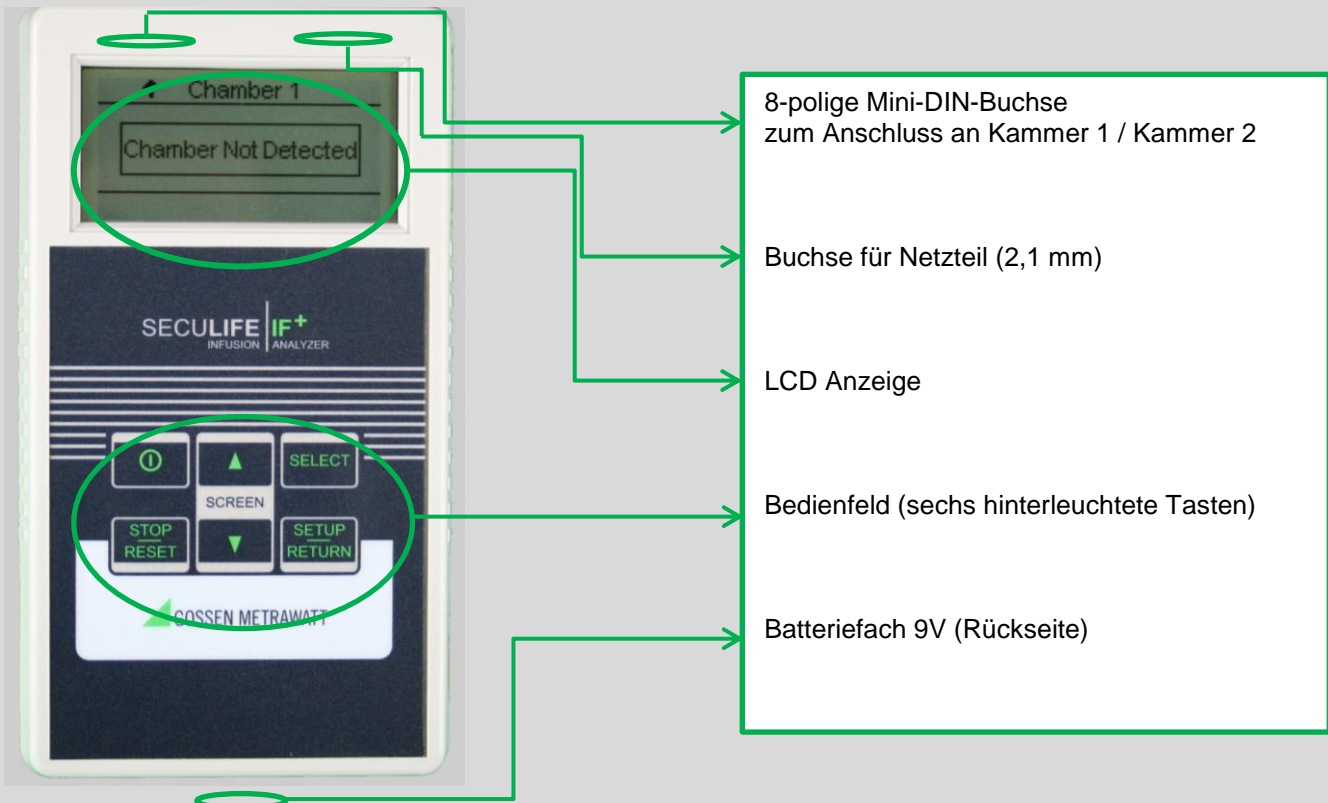 Chamber 1
Chamber Not Detected
SECULIFE IF+
INFUSION ANALYZER
SELECT
SCREEN
STOP
RESET
SETUP
RETURN
GOSSEN METRAWATT
8-polige Mini-DIN-Buchse
zum Anschluss an Kammer 1 / Kammer 2
Buchse für Netzteil (2,1 mm)
LCD Anzeige
Bedienfeld (sechs hinterleuchtete Tasten)
Batteriefach 9V (Rückseite)